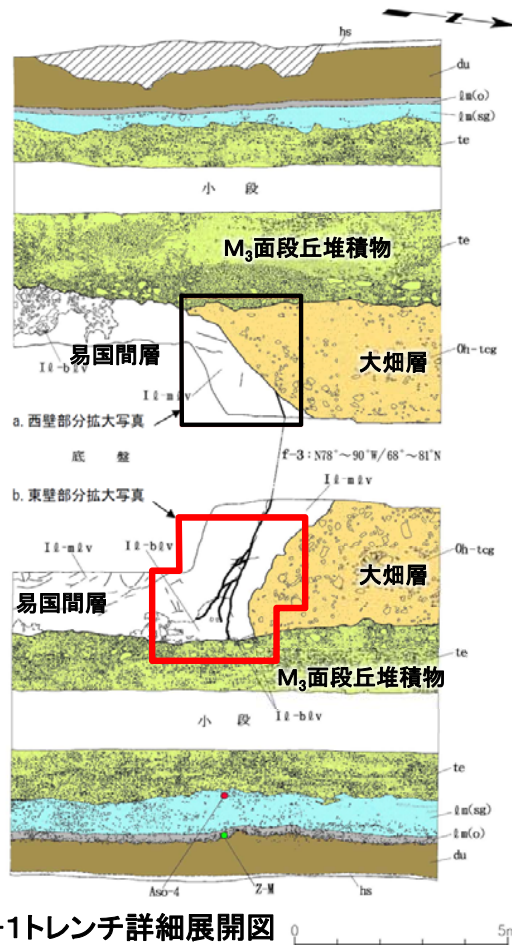 Z
hs
du
ℓm(o)
ℓm(sg)
te
小 段
te
M₃面段丘堆積物
易国間層
大畑層
Oh-tcg
Iℓ-bℓv
Iℓ-mℓv
a. 西壁部分拡大写真
底 盤
f-3：N78°～90°W/68°～81°N
b. 東壁部分拡大写真
Iℓ-mℓv
Iℓ-mℓv
Iℓ-bℓv
Oh-tcg
大畑層
易国間層
te
M₃面段丘堆積物
Iℓ-bℓv
小 段
te
ℓm(sg)
ℓm(o)
du
Aso-4
Z-M
hs
-1トレンチ詳細展開図
0
5m